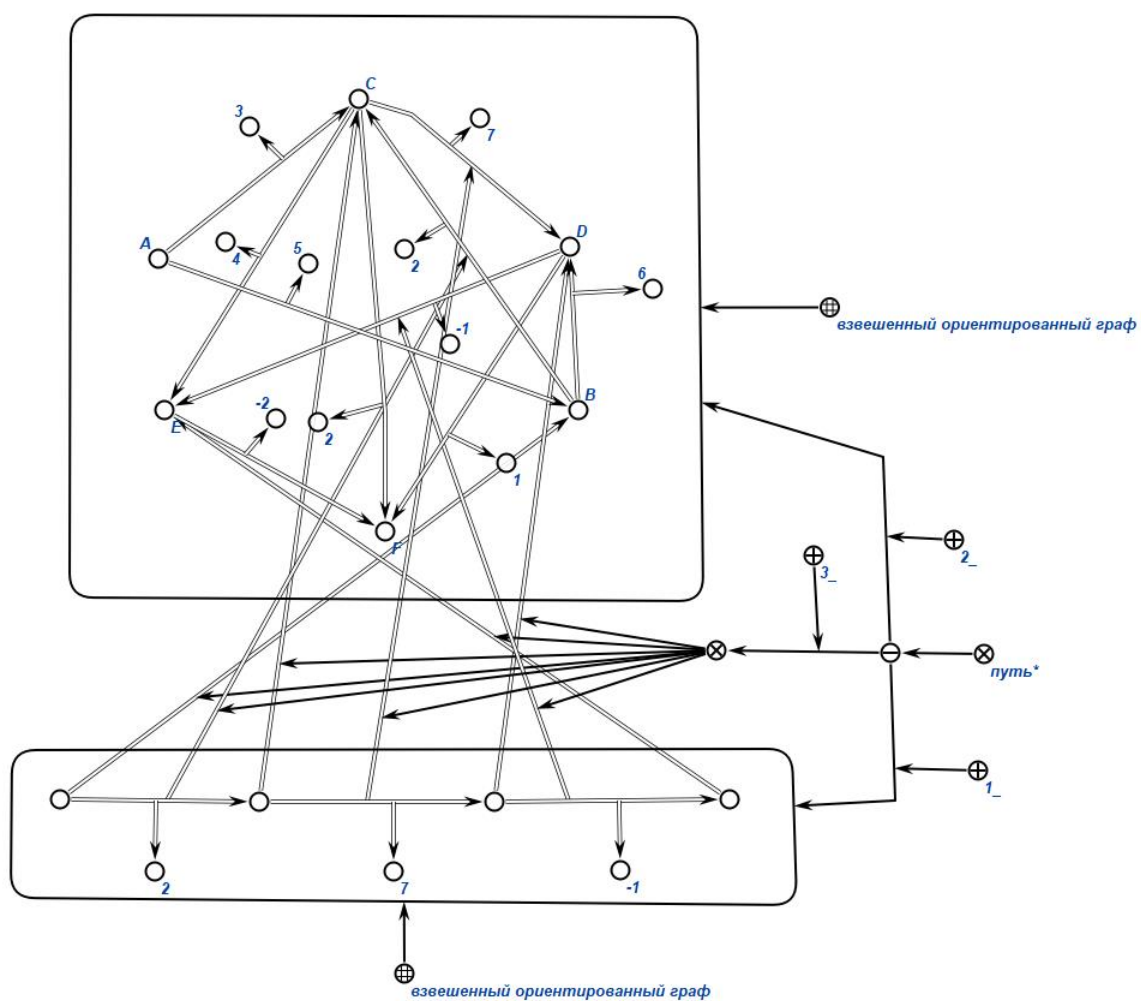 C
3
7
A
4
5
2
D
6
-1
взвешенный ориентированный граф
B
E
-2
2
1
F
3_
2_
путь*
1_
2
7
-1
взвешенный ориентированный граф